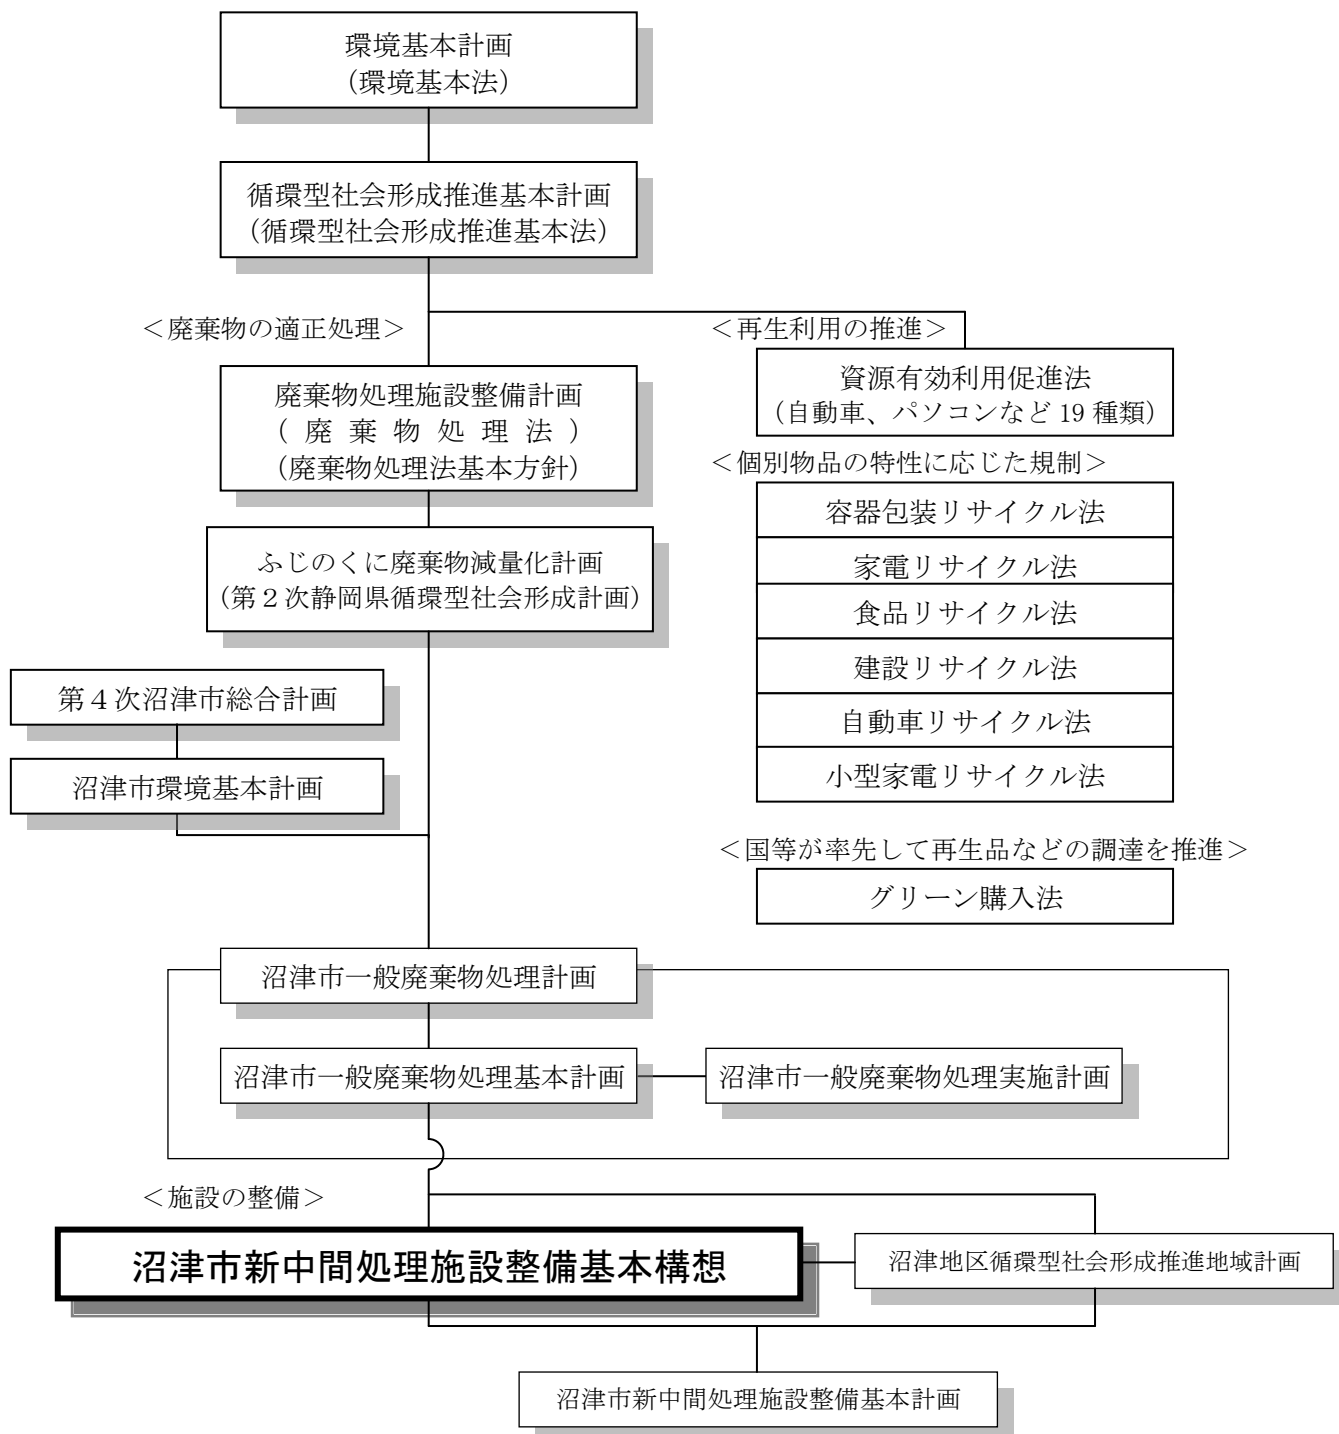 環境基本計画
（環境基本法）
循環型社会形成推進基本計画
（循環型社会形成推進基本法）
＜廃棄物の適正処理＞
＜再生利用の推進＞
廃棄物処理施設整備計画
（廃棄物処理法）
（廃棄物処理法基本方針）
資源有効利用促進法
（自動車、パソコンなど 19 種類）
＜個別物品の特性に応じた規制＞
容器包装リサイクル法
家電リサイクル法
食品リサイクル法
建設リサイクル法
自動車リサイクル法
小型家電リサイクル法
ふじのくに廃棄物減量化計画
（第２次静岡県循環型社会形成計画）
第４次沼津市総合計画
沼津市環境基本計画
＜国等が率先して再生品などの調達を推進＞
グリーン購入法
沼津市一般廃棄物処理計画
沼津市一般廃棄物処理基本計画
沼津市一般廃棄物処理実施計画
＜施設の整備＞
沼津市新中間処理施設整備基本構想
沼津地区循環型社会形成推進地域計画
沼津市新中間処理施設整備基本計画